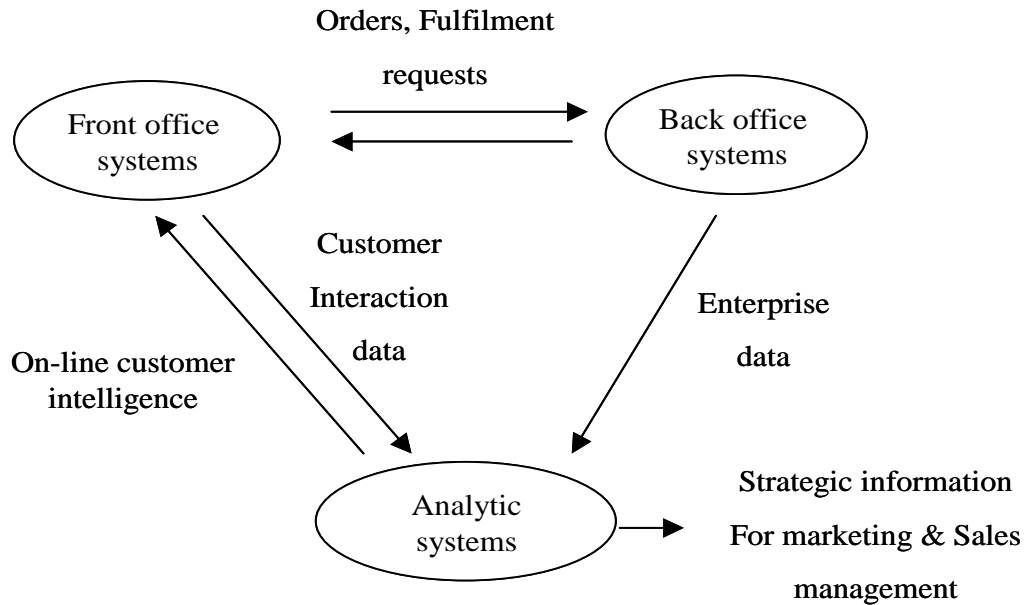 Orders, Fulfilment
requests
Front office
systems
Back office
systems
Customer
Interaction
data
Enterprise
data
On-line customer
intelligence
Analytic
systems
Strategic information
For marketing & Sales
management